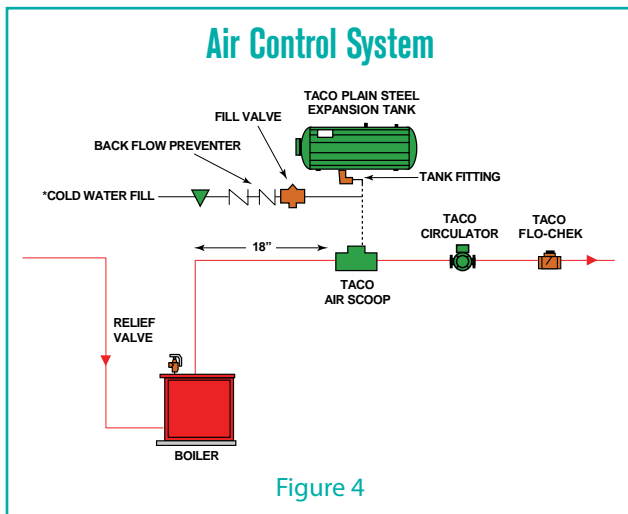 Air Control System
TACO PLAIN STEEL
EXPANSION TANK
FILL VALVE
BACK FLOW PREVENTER
TANK FITTING
*COLD WATER FILL
18”
TACO
AIR SCOOP
TACO
CIRCULATOR
TACO
FLO-CHEK
RELIEF
VALVE
BOILER
Figure 4